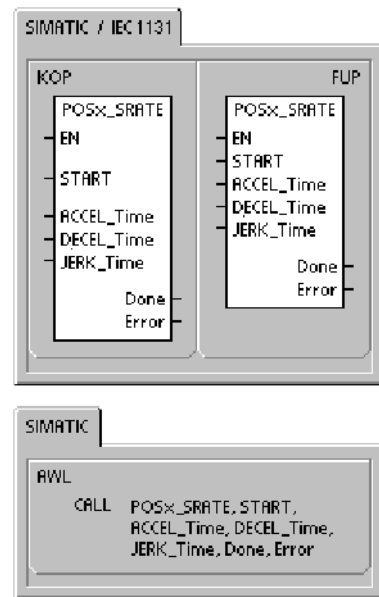 SIMATIC / IEC 1131
KOP
POSx_SRATE
EN
START
ACCEL_Time
DECEL_Time
JERK_Time
Done
Error
FUP
POSx_SRATE
EN
START
ACCEL_Time
DECEL_Time
JERK_Time
Done
Error
SIMATIC
AWL
CALL POSx_SRATE, START,
ACCEL_Time, DECEL_Time,
JERK_Time, Done, Error